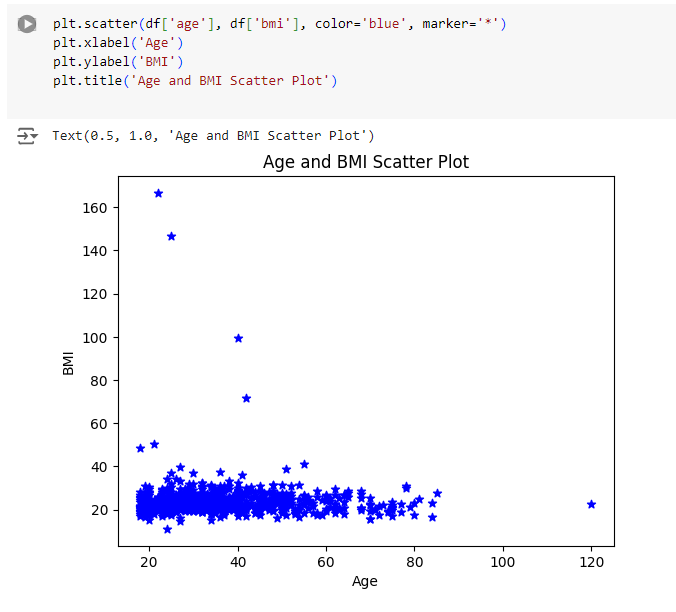 plt.scatter(df['age'], df['bmi'], color='blue', marker='*')
plt.xlabel('Age')
plt.ylabel('BMI')
plt.title('Age and BMI Scatter Plot')
Text(0.5, 1.0, 'Age and BMI Scatter Plot')
Age and BMI Scatter Plot
160
140
120
100
80
60
40
20
BMI
20 40 60 80 100 120
Age